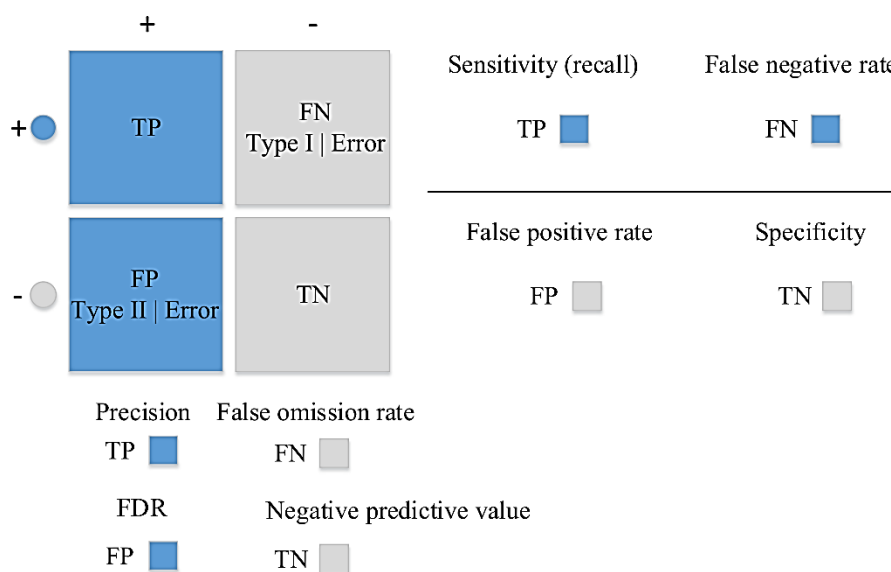 + -
Sensitivity (recall) False negative rate
+ TP FN
Type I | Error
TP FN
False positive rate Specificity
- FP
Type II | Error TN
FP TN
Precision False omission rate
TP FN
FDR Negative predictive value
FP TN